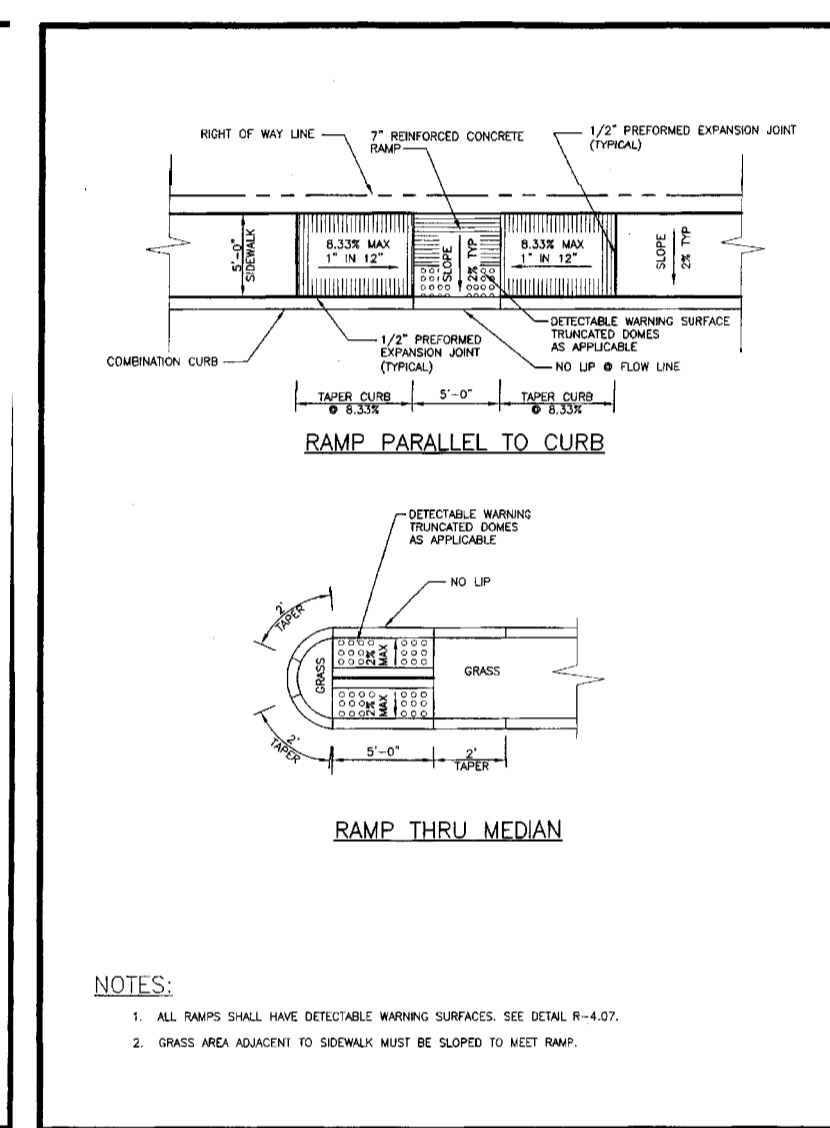 RIGHT OF WAY LINE
7" REINFORCED CONCRETE
RAMP
1/2" PREFORMED EXPANSION JOINT
(TYPICAL)
5'-0"
SIDEWALK
8.33% MAX
1" IN 12"
SLOPE
2% TYP
8.33% MAX
1" IN 12"
SLOPE
2% TYP
COMBINATION CURB
1/2" PREFORMED
EXPANSION JOINT
(TYPICAL)
DETECTABLE WARNING SURFACE
TRUNCATED DOMES
AS APPLICABLE
NO LIP @ FLOW LINE
TAPER CURB
@ 8.33%
5'-0"
TAPER CURB
@ 8.33%
RAMP PARALLEL TO CURB
DETECTABLE WARNING
TRUNCATED DOMES
AS APPLICABLE
NO LIP
2'
TAPER
GRASS
2%
MAX
2%
MAX
GRASS
2'
TAPER
5'-0"
2'
TAPER
RAMP THRU MEDIAN
NOTES:
1. ALL RAMPS SHALL HAVE DETECTABLE WARNING SURFACES. SEE DETAIL R-4.07.
2. GRASS AREA ADJACENT TO SIDEWALK MUST BE SLOPED TO MEET RAMP.